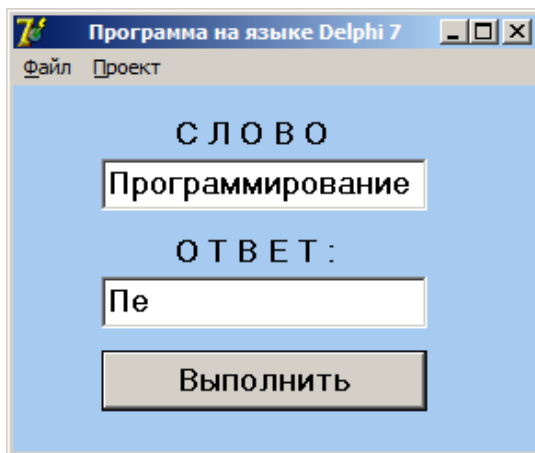 Программа на языке Delphi 7
Файл Проект
С Л О В О
Программирование
О Т В Е Т :
Пе
Выполнить